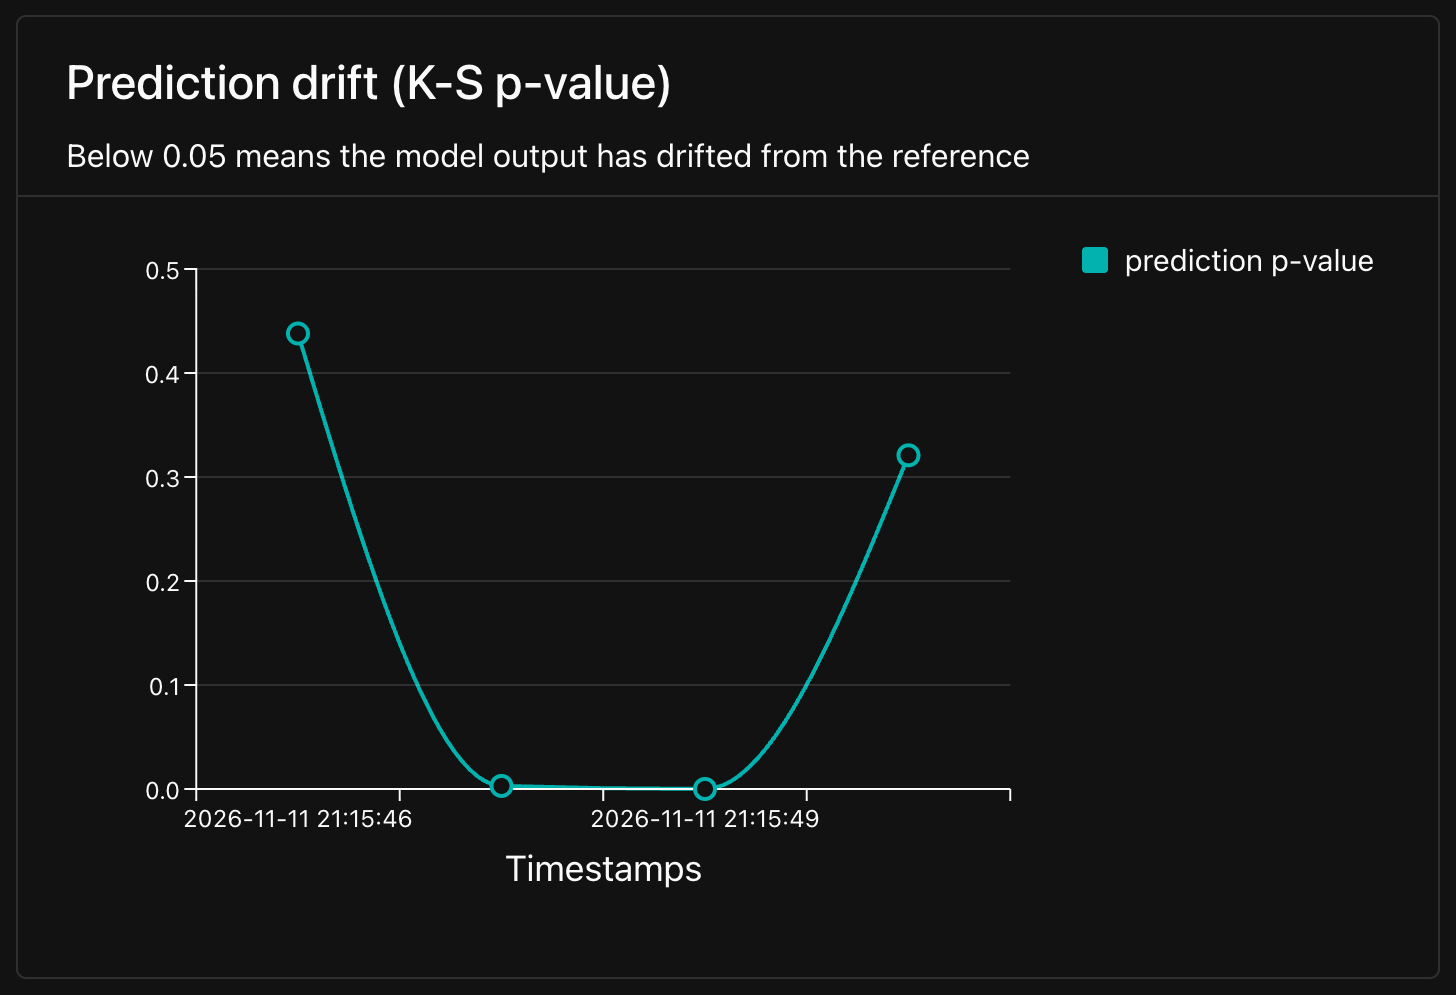 Prediction drift (K-S p-value)
Below 0.05 means the model output has drifted from the reference
prediction p-value
0.5
0.4
0.3
0.2
0.1
0.0
2026-11-11 21:15:46
2026-11-11 21:15:49
Timestamps